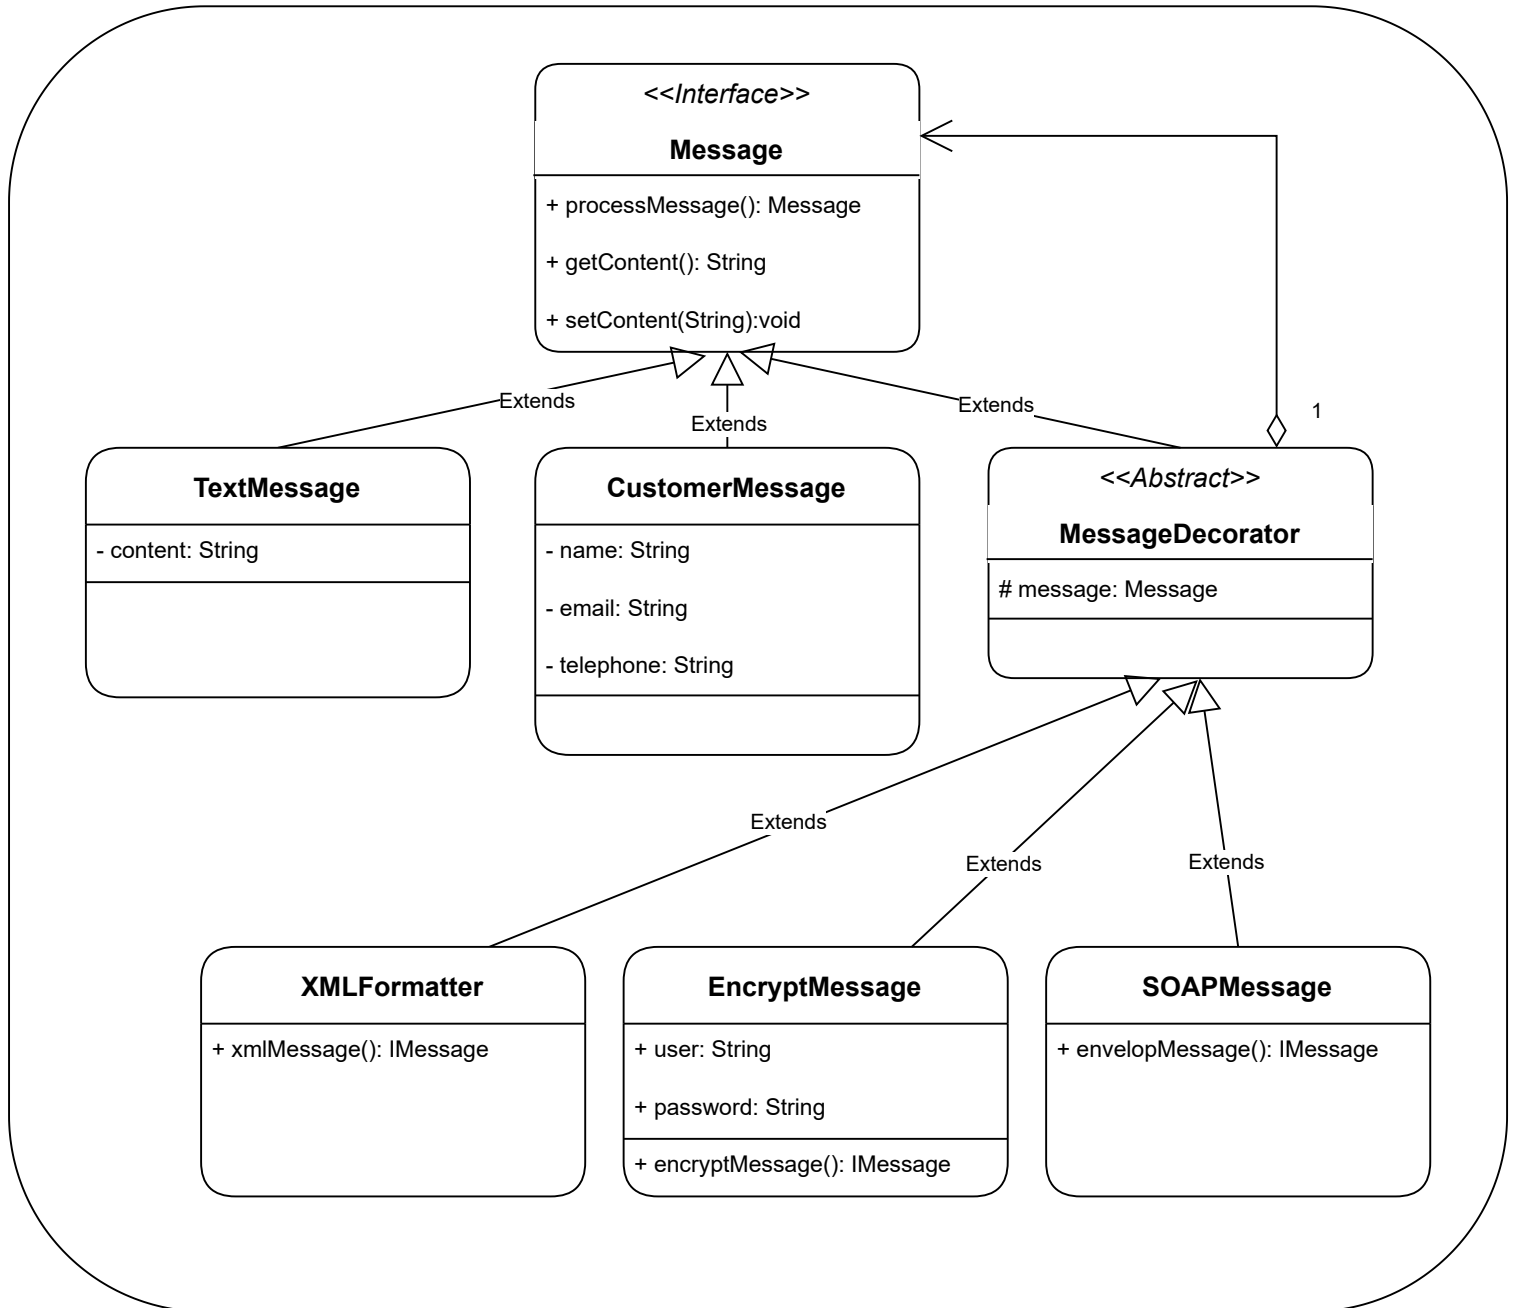 <<Interface>>
Message
+ processMessage(): Message
+ getContent(): String
+ setContent(String):void
Extends
Extends
Extends
1
TextMessage
- content: String
CustomerMessage
- name: String
- email: String
- telephone: String
<<Abstract>>
MessageDecorator
# message: Message
Extends
Extends
Extends
XMLFormatter
+ xmlMessage(): IMessage
EncryptMessage
+ user: String
+ password: String
+ encryptMessage(): IMessage
SOAPMessage
+ envelopMessage(): IMessage